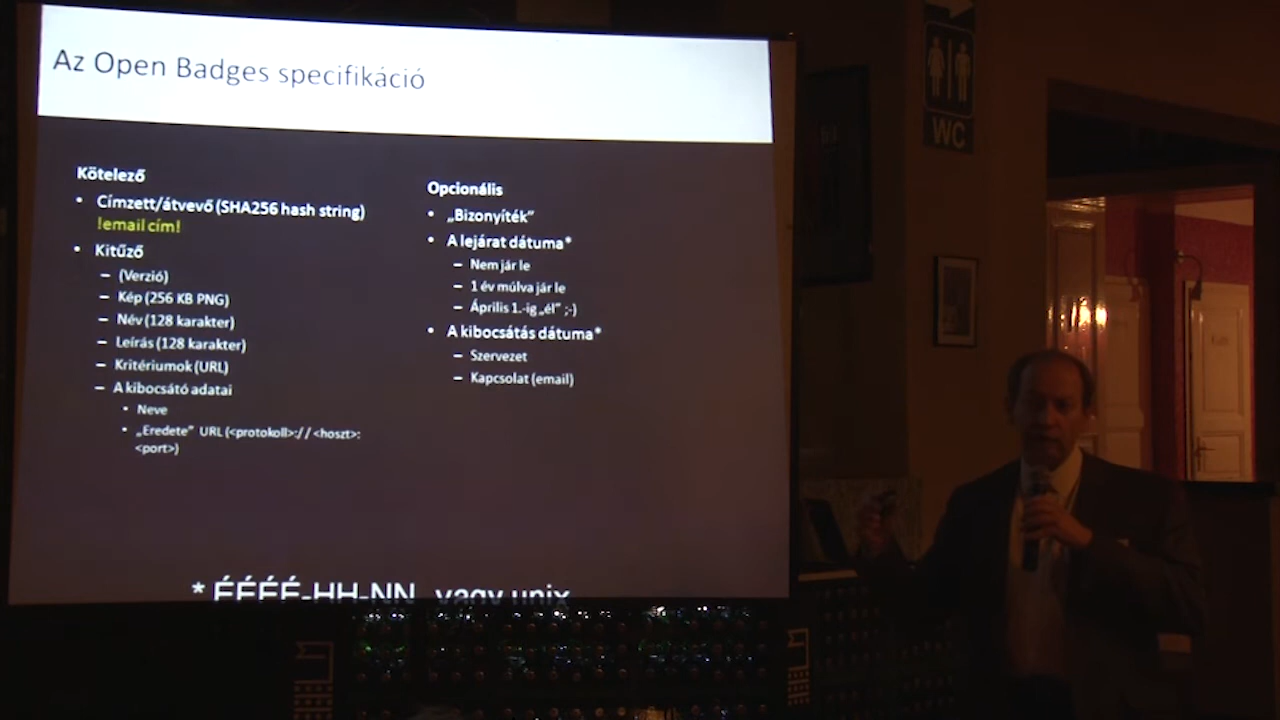 Az Open Badges specifikáció
Kötelező
• Címzett/átvevő (SHA256 hash string)
!email cím!
• Kitűző
– (Verzió)
– Kép (256 KB PNG)
– Név (128 karakter)
– Leírás (128 karakter)
– Kritériumok (URL)
– A kibocsátó adatai
• Neve
• „Eredete” URL (<protokoll>:// <hoszt>:
<port>)
Opcionális
• „Bizonyíték”
• A lejárat dátuma*
– Nem jár le
– 1 év múlva jár le
– Április 1.-ig „él” ;-)
• A kibocsátás dátuma*
– Szervezet
– Kapcsolat (email)
* ÉÉÉÉ-HH-NN vagy unix
WC